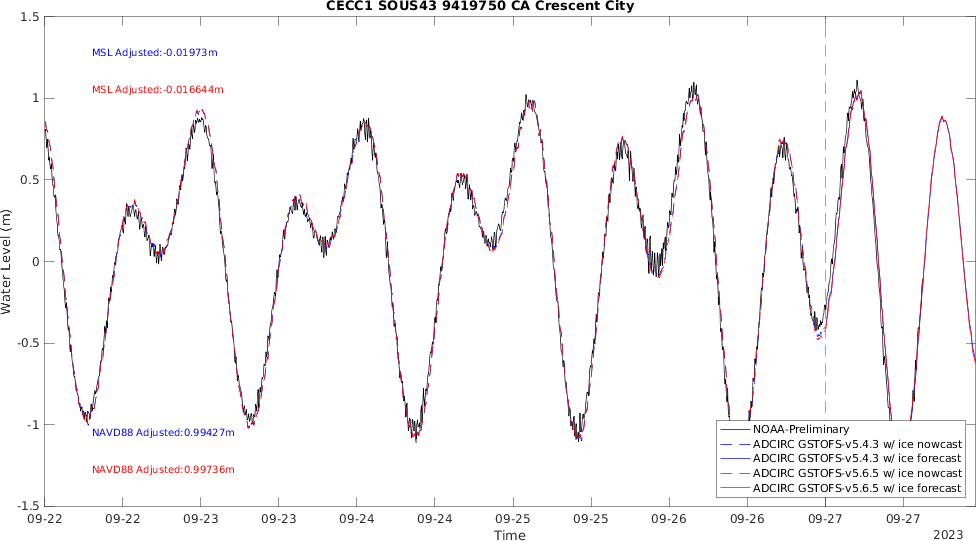 CECC1 SOUS43 9419750 CA Crescent City
1.5
1
0.5
0
-0.5
-1
-1.5
Water Level (m)
MSL Adjusted:-0.01973m
MSL Adjusted:-0.016644m
NAVD88 Adjusted:0.99427m
NAVD88 Adjusted:0.99736m
NOAA-Preliminary
ADCIRC GSTOFS-v5.4.3 w/ ice nowcast
ADCIRC GSTOFS-v5.4.3 w/ ice forecast
ADCIRC GSTOFS-v5.6.5 w/ ice nowcast
ADCIRC GSTOFS-v5.6.5 w/ ice forecast
09-22 09-22 09-23 09-23 09-24 09-24 09-25 09-25 09-26 09-26 09-27 09-27
Time
2023